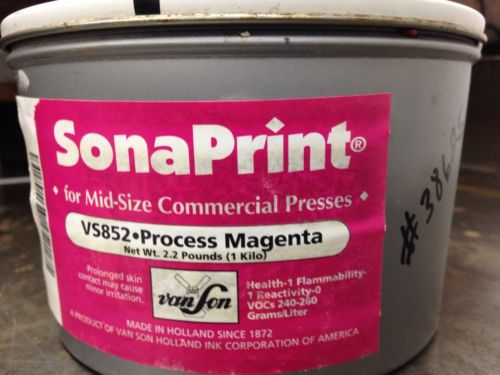 SonaPrint®
• for Mid-Size Commercial Presses •
VS852•Process Magenta
Net Wt. 2.2 Pounds (1 Kilo)
Prolonged skin
contact may cause
minor irritation.
van Son
Health-1 Flammability-
1 Reactivity-0
VOCs 240-260
Grams/Liter
MADE IN HOLLAND SINCE 1872
A PRODUCT OF VAN SON HOLLAND INK CORPORATION OF AMERICA